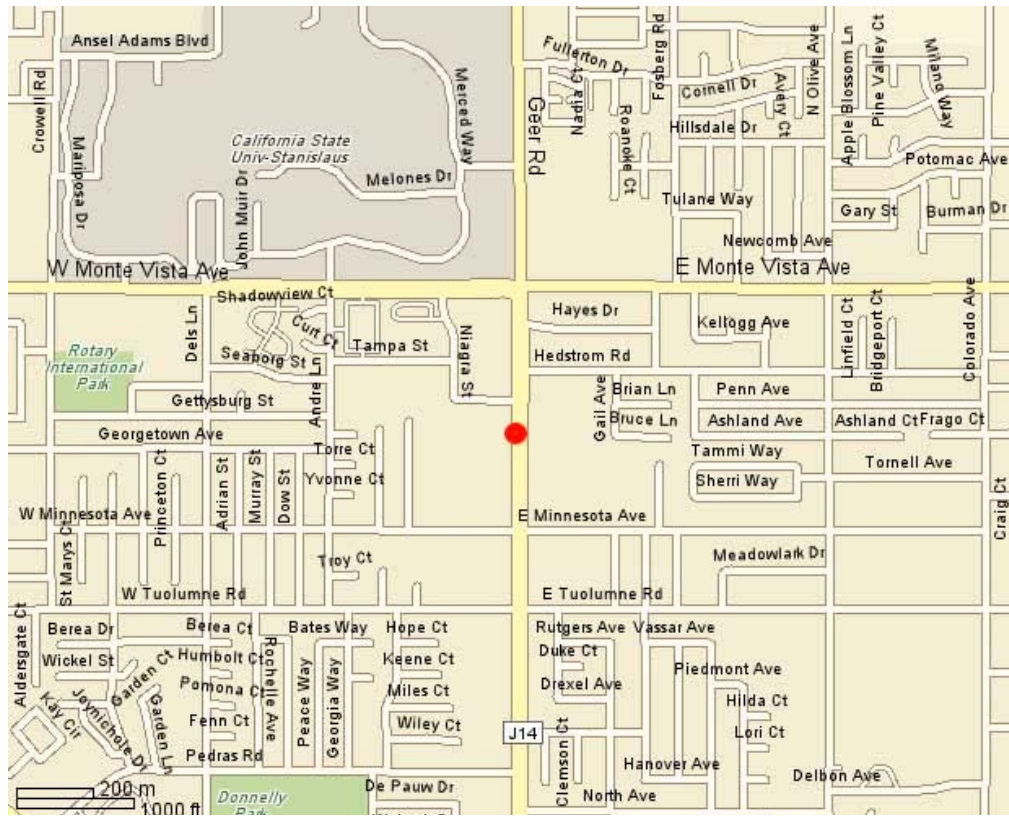 Ansel Adams Blvd
Crowell Rd
Mariposa Dr
California State
Univ-Stanislaus
Merced Way
Melones Dr
John Muir Dr
Geer Rd
Fullerton Dr
Nadia Ct
Fosberg Rd
Roanoke Ct
Cornell Dr
Avery Ct
N Olive Ave
Hillsdale Dr
Apple Blossom Ln
Pine Valley Ct
Milano Way
Potomac Ave
Tulane Way
Gary St
Burman Dr
Newcomb Ave
W Monte Vista Ave
E Monte Vista Ave
Shadowview Ct
Dels Ln
Curt Ct
Seaborg St
Tampa St
Niagra St
Andre Ln
Hayes Dr
Hedstrom Rd
Kellogg Ave
Linfield Ct
Bridgeport Ct
Colorado Ave
Rotary
International
Park
Gettysburg St
Georgetown Ave
Gail Ave
Brian Ln
Bruce Ln
Penn Ave
Ashland Ave
Ashland Ct
Frago Ct
Torre Ct
Yvonne Ct
Tammi Way
Sherri Way
Tornell Ave
Princeton Ct
Adrian St
Murray St
Dow St
W Minnesota Ave
E Minnesota Ave
Craig Ct
St Marys Ct
Troy Ct
Meadowlark Dr
W Tuolumne Rd
E Tuolumne Rd
Aldersgate Ct
Berea Dr
Berea Ct
Bates Way
Hope Ct
Rutgers Ave
Vassar Ave
Wickel St
Garden Ct
Humbolt Ct
Rochelle Ave
Peace Way
Georgia Way
Keene Ct
Duke Ct
Piedmont Ave
Pomona Ct
Miles Ct
Drexel Ave
Hilda Ct
Kay Cir
Joynichole Dr
Garden Ln
Fenn Ct
Wiley Ct
J14
Lori Ct
Clemson Ct
Pedras Rd
Hanover Ave
Delbon Ave
De Pauw Dr
North Ave
200 m
1000 ft
Donnelly
Park